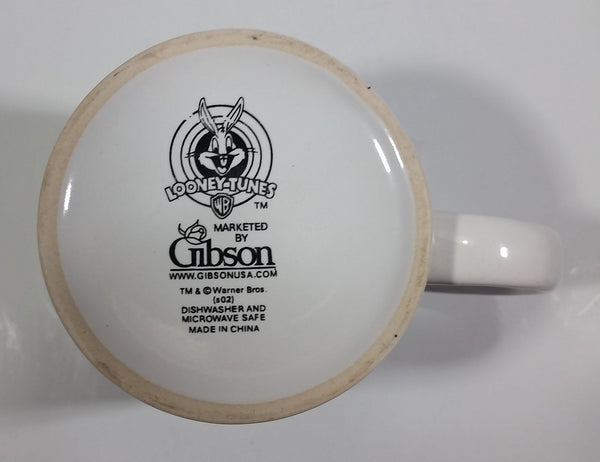 LOONEY TUNES
WB
TM
MARKETED
BY
Gibson
WWW.GIBSONUSA.COM
TM & © Warner Bros.
(s02)
DISHWASHER AND
MICROWAVE SAFE
MADE IN CHINA